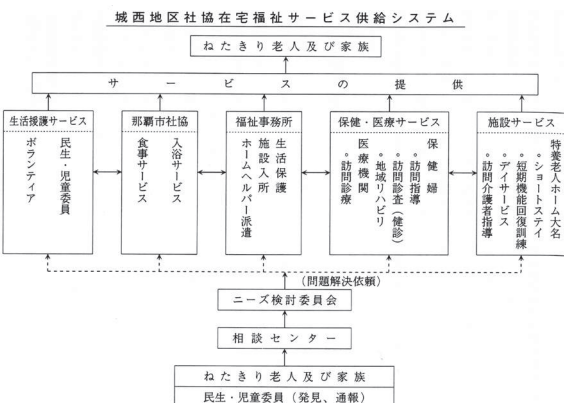 城西地区社協在宅福祉サービス供給システム
ねたきり老人及び家族
サービスの提供
生活援護サービス
民生・児童委員
ボランティア
那覇市社協
入浴サービス
食事サービス
福祉事務所
生活保護
施設入所
ホームヘルパー派遣
保健・医療サービス
保健婦
。訪問指導
。訪問診査(健診)
。地域リハビリ
医療機関
。訪問診療
施設サービス
特養老人ホーム大名
。ショートステイ
。短期機能回復訓練
。デイサービス
。訪問介護者指導
(問題解決依頼)
ニーズ検討委員会
相談センター
ねたきり老人及び家族
民生・児童委員(発見、通報)